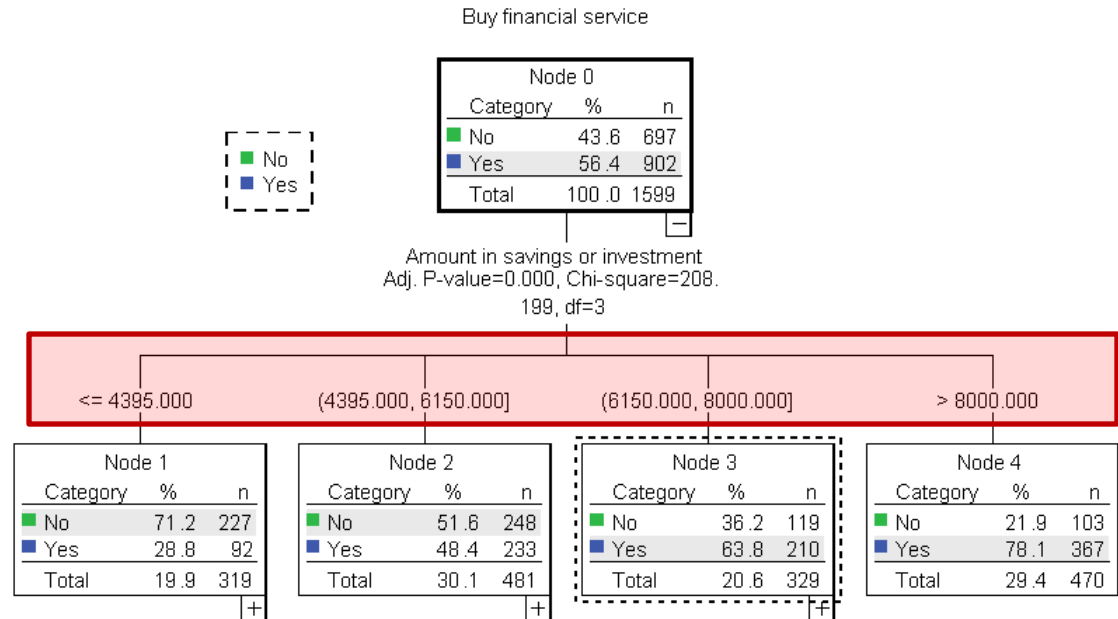 Buy financial service
Node 0
Category % n
No 43.6 697
Yes 56.4 902
Total 100.0 1599
No
Yes
Amount in savings or investment
Adj. P-value=0.000, Chi-square=208.
199, df=3
<= 4395.000 (4395.000, 6150.000] (6150.000, 8000.000] > 8000.000
Node 1
Category % n
No 71.2 227
Yes 28.8 92
Total 19.9 319
Node 2
Category % n
No 51.6 248
Yes 48.4 233
Total 30.1 481
Node 3
Category % n
No 36.2 119
Yes 63.8 210
Total 20.6 329
Node 4
Category % n
No 21.9 103
Yes 78.1 367
Total 29.4 470